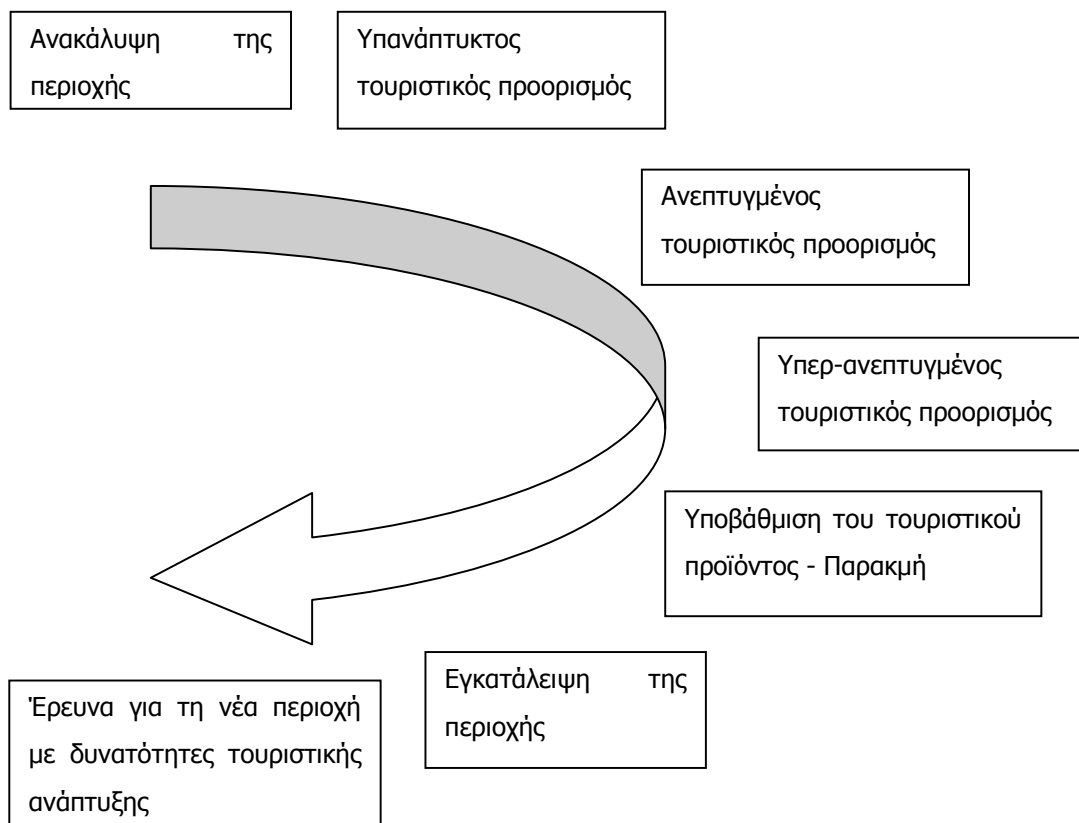 Ανακάλυψη της
περιοχής
Υπανάπτυκτος
τουριστικός προορισμός
Ανεπτυγμένος
τουριστικός προορισμός
Υπερ-ανεπτυγμένος
τουριστικός προορισμός
Υποβάθμιση του τουριστικού
προϊόντος - Παρακμή
Εγκατάλειψη της
περιοχής
Έρευνα για τη νέα περιοχή
με δυνατότητες τουριστικής
ανάπτυξης